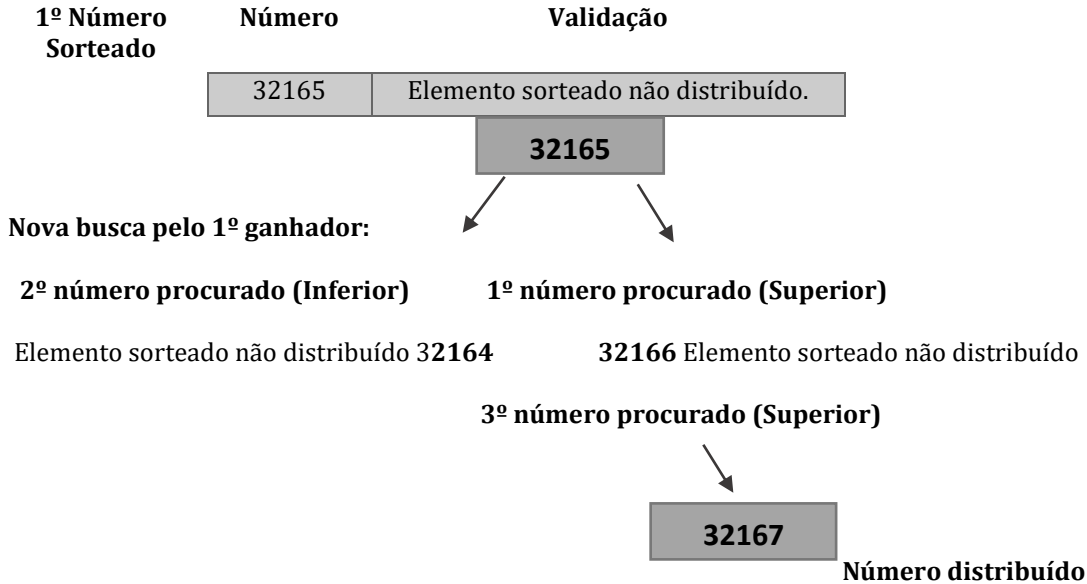 1º Número Sorteado Número Validação
32165 Elemento sorteado não distribuído.
32165
Nova busca pelo 1º ganhador:
2º número procurado (Inferior) 1º número procurado (Superior)
Elemento sorteado não distribuído 32164 32166 Elemento sorteado não distribuído
3º número procurado (Superior)
32167
Número distribuído